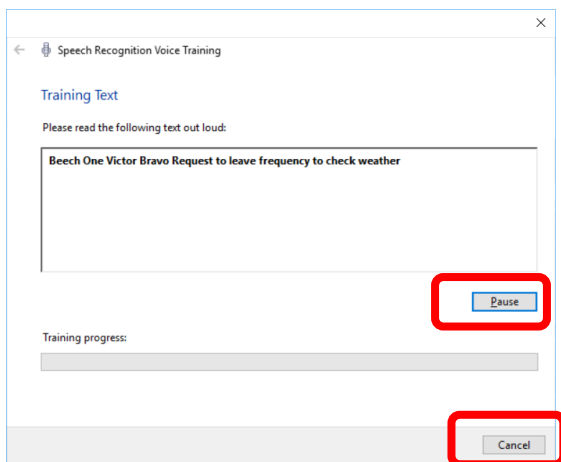 Speech Recognition Voice Training
Training Text
Please read the following text out loud:
Beech One Victor Bravo Request to leave frequency to check weather
Pause
Training progress:
Cancel